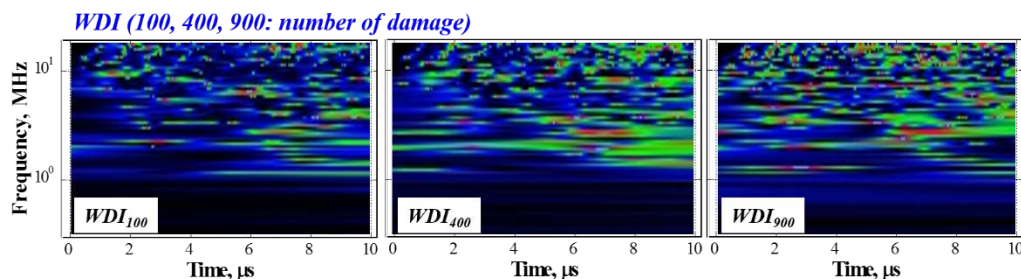 WDI (100, 400, 900: number of damage)
Frequency, MHz
10¹
10⁰
WDI₁₀₀
WDI₄₀₀
WDI₉₀₀
0 2 4 6 8 10 0 2 4 6 8 10 0 2 4 6 8 10
Time, μs Time, μs Time, μs